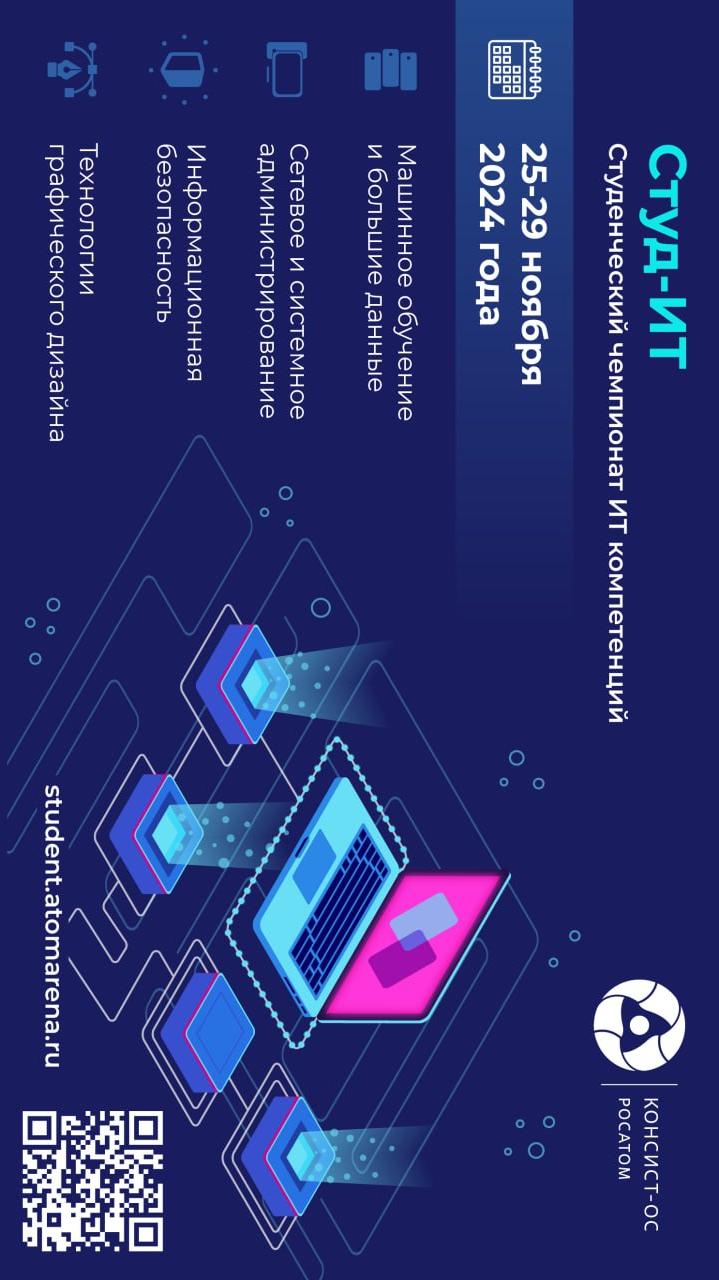 Студ-ИТ
Студенческий чемпионат ИТ компетенций
КОНСИСТ-ОС
РОСАТОМ
25-29 ноября
2024 года
Машинное обучение
и большие данные
Сетевое и системное
администрирование
Информационная
безопасность
Технологии
графического дизайна
student.atomarena.ru